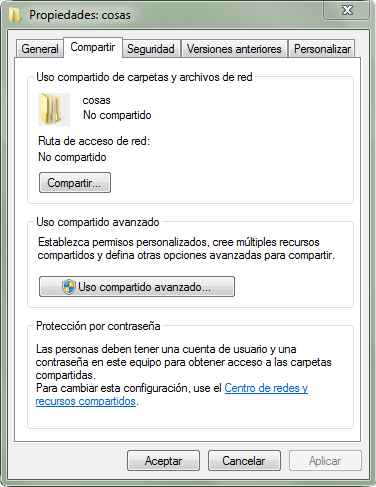 Propiedades: cosas
General
Compartir
Seguridad
Versiones anteriores
Personalizar
Uso compartido de carpetas y archivos de red
cosas
No compartido
Ruta de acceso de red:
No compartido
Compartir...
Uso compartido avanzado
Establezca permisos personalizados, cree múltiples recursos
compartidos y defina otras opciones avanzadas para compartir.
Uso compartido avanzado...
Protección por contraseña
Las personas deben tener una cuenta de usuario y una
contraseña en este equipo para obtener acceso a las carpetas
compartidas.
Para cambiar esta configuración, use el Centro de redes y
recursos compartidos.
Aceptar
Cancelar
Aplicar